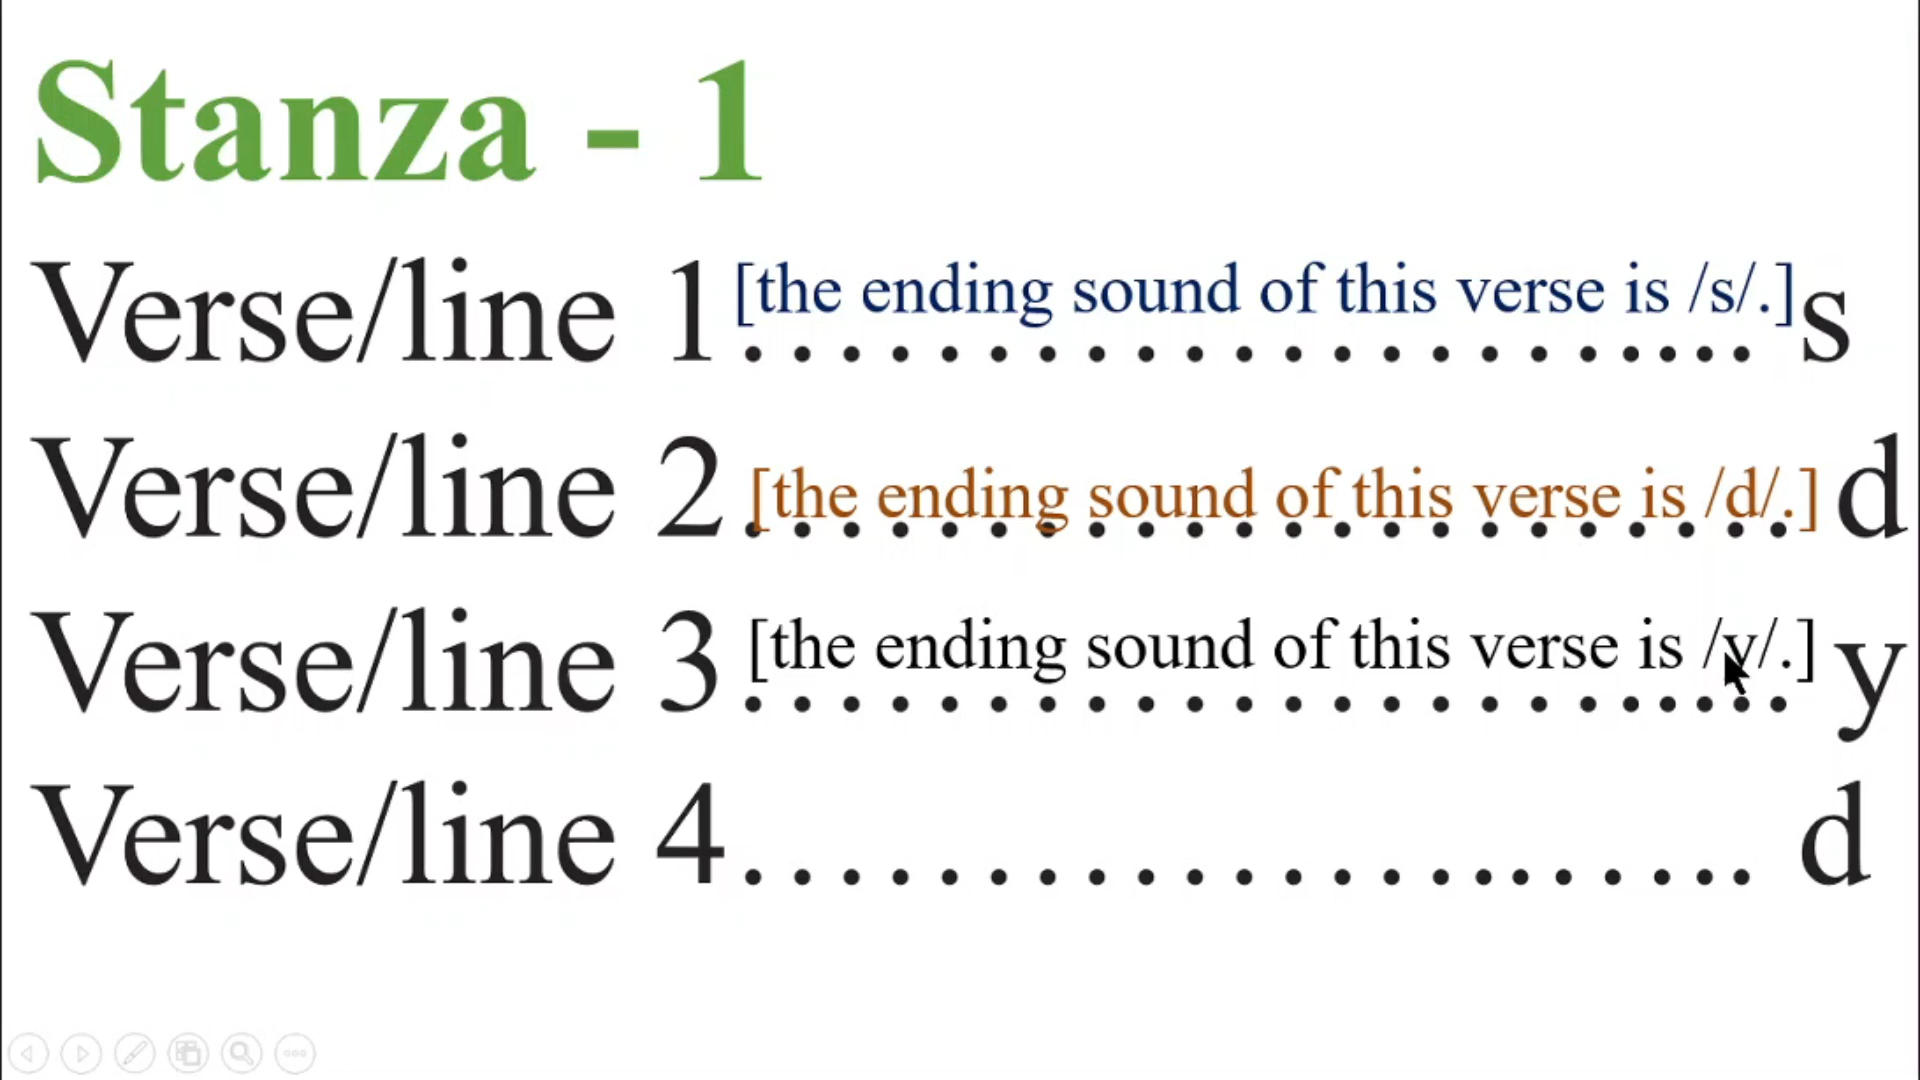 Stanza - 1
Verse/line 1 [the ending sound of this verse is /s/.] ........................ s
Verse/line 2 [the ending sound of this verse is /d/.] ........................ d
Verse/line 3 [the ending sound of this verse is /y/.] ........................ y
Verse/line 4 ........................ d